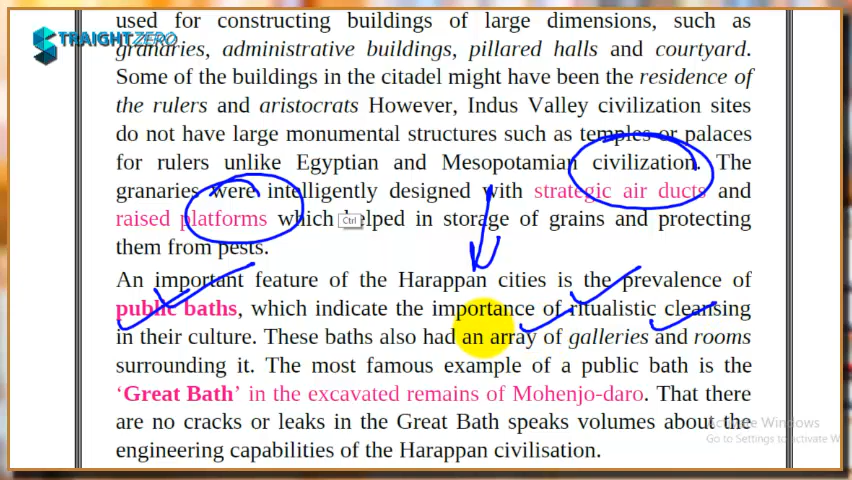 used for constructing buildings of large dimensions, such as
STRAIGHTZERO
granaries, administrative buildings, pillared halls and courtyard.
Some of the buildings in the citadel might have been the residence of
the rulers and aristocrats However, Indus Valley civilization sites
do not have large monumental structures such as temples or palaces
for rulers unlike Egyptian and Mesopotamian civilization. The
granaries were intelligently designed with strategic air ducts and
raised platforms which helped in storage of grains and protecting
Ctrl
them from pests.
An important feature of the Harappan cities is the prevalence of
public baths, which indicate the importance of ritualistic cleansing
in their culture. These baths also had an array of galleries and rooms
surrounding it. The most famous example of a public bath is the
‘Great Bath’ in the excavated remains of Mohenjo-daro. That there
are no cracks or leaks in the Great Bath speaks volumes about the
engineering capabilities of the Harappan civilisation.
Activate Windows
Go to Settings to activate W